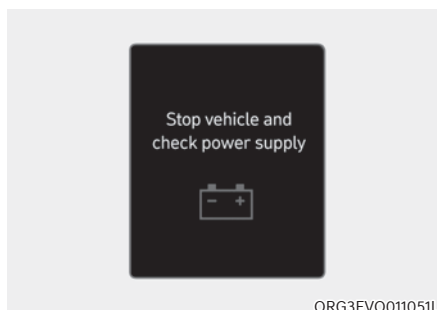 Stop vehicle and
check power supply
- +
ORG3EVQ011051L